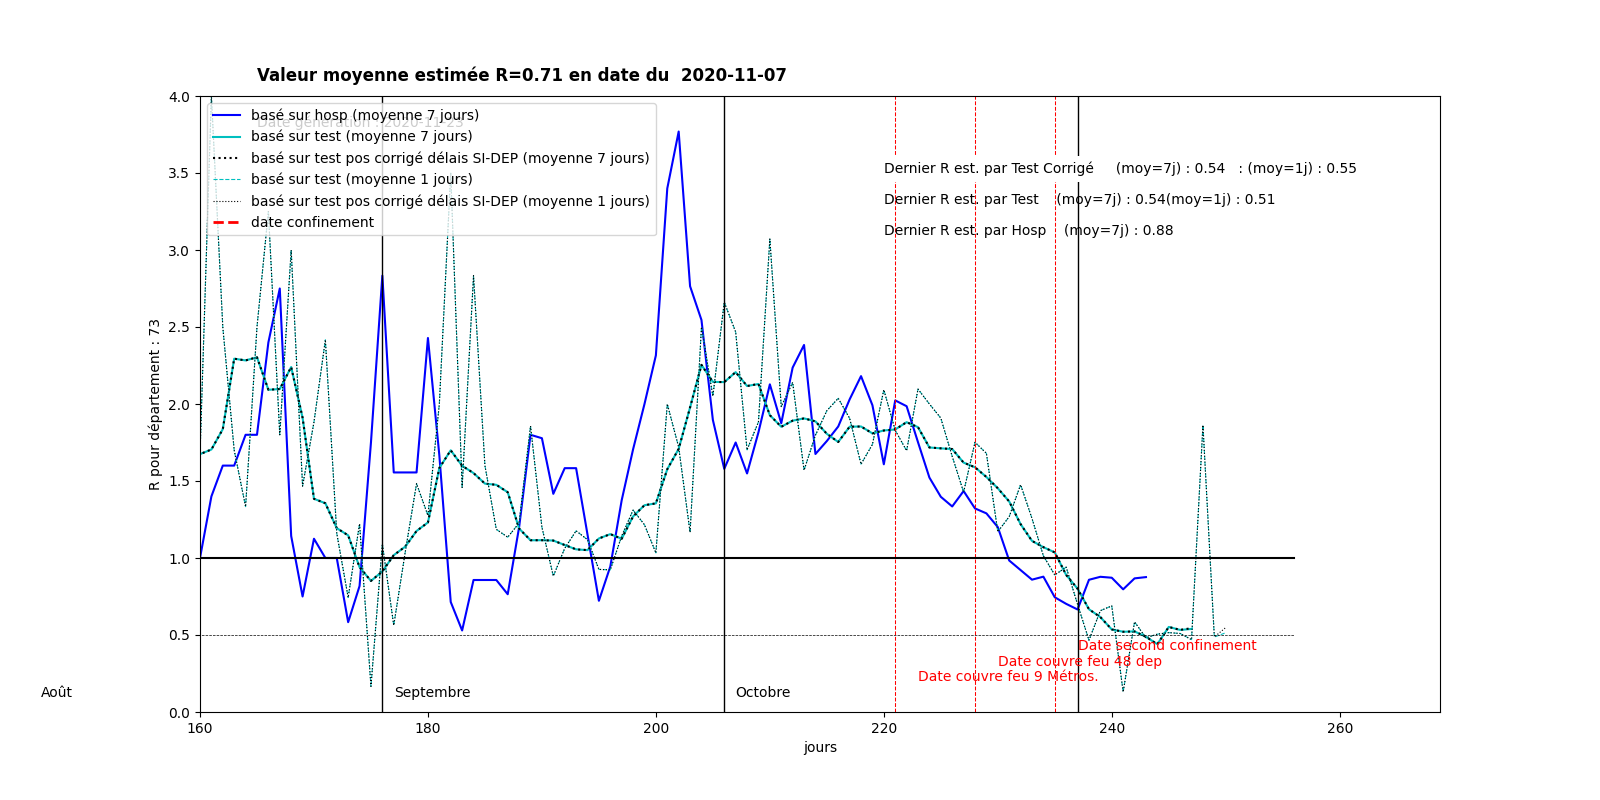 Valeur moyenne estimée R=0.71 en date du  2020-11-07
Date génération : 2020-11-23
basé sur hosp (moyenne 7 jours)
basé sur test (moyenne 7 jours)
basé sur test pos corrigé délais SI-DEP (moyenne 7 jours)
basé sur test (moyenne 1 jours)
basé sur test pos corrigé délais SI-DEP (moyenne 1 jours)
date confinement
Dernier R est. par Test Corrigé     (moy=7j) : 0.54   : (moy=1j) : 0.55
Dernier R est. par Test    (moy=7j) : 0.54(moy=1j) : 0.51
Dernier R est. par Hosp    (moy=7j) : 0.88
4.0
3.5
3.0
2.5
2.0
1.5
1.0
0.5
0.0
R pour département : 73
Date second confinement
Date couvre feu 48 dep
Date couvre feu 9 Métros.
Août
Septembre
Octobre
160
180
200
220
240
260
jours